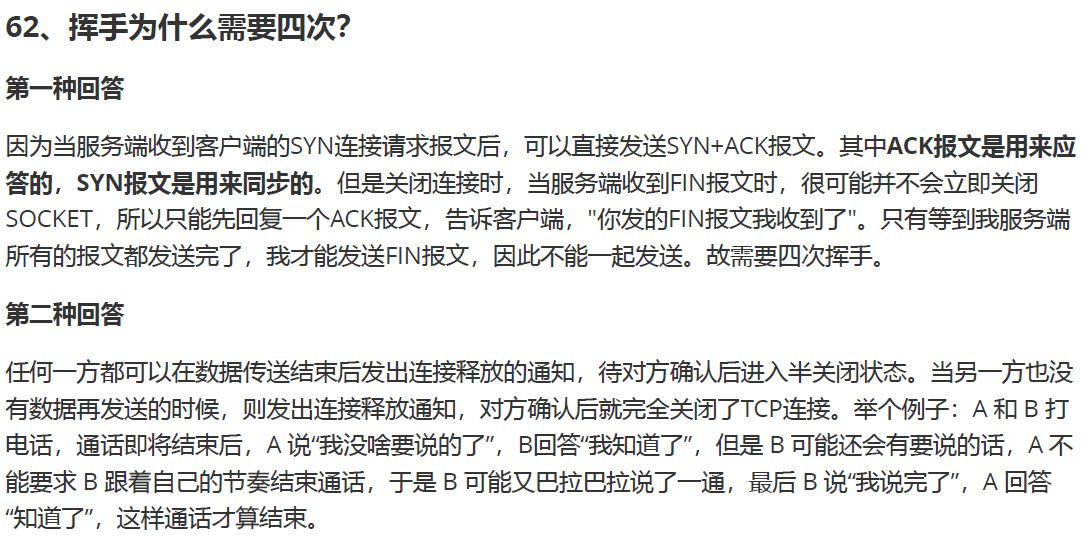 62、挥手为什么需要四次?
第一种回答
因为当服务端收到客户端的SYN连接请求报文后，可以直接发送SYN+ACK报文。其中ACK报文是用来应
答的，SYN报文是用来同步的。但是关闭连接时，当服务端收到FIN报文时，很可能并不会立即关闭
SOCKET，所以只能先回复一个ACK报文，告诉客户端，"你发的FIN报文我收到了"。只有等到我服务端
所有的报文都发送完了，我才能发送FIN报文，因此不能一起发送。故需要四次挥手。
第二种回答
任何一方都可以在数据传送结束后发出连接释放的通知，待对方确认后进入半关闭状态。当另一方也没
有数据再发送的时候，则发出连接释放通知，对方确认后就完全关闭了TCP连接。举个例子：A 和 B 打
电话，通话即将结束后，A 说“我没啥要说的了”，B回答“我知道了”，但是 B 可能还会有要说的话，A 不
能要求 B 跟着自己的节奏结束通话，于是 B 可能又巴拉巴拉说了一通，最后 B 说“我说完了”，A 回答
“知道了”，这样通话才算结束。